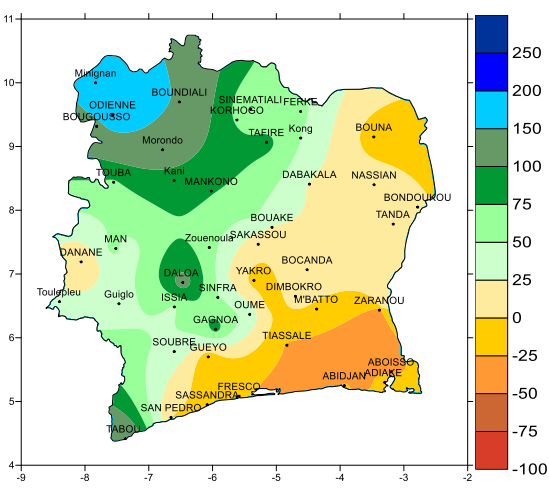 11
10
9
8
7
6
5
4
-9 -8 -7 -6 -5 -4 -3 -2
Minignan
ODIENNE
BOUNDIALI
SINEMATIALI FERKE
KORHOGO
BOUGOUSSO
TAFIRE Kong
BOUNA
Morondo
TOUBA
Kani
MANKONO
DABAKALA
NASSIAN
BONDOUKOU
TANDA
BOUAKE
MAN
Zouenoula
SAKASSOU
DANANE
DALOA
YAKRO
BOCANDA
Toulepleu
Guiglo
ISSIA
SINFRA
DIMBOKRO
M'BATTO
ZARANOU
OUME
GAGNOA
SOUBRE
GUEYO
TIASSALE
ABOISSO
ABIDJAN
ADIAKE
FRESCO
SASSANDRA
SAN PEDRO
TABOU
250
200
150
100
75
50
25
0
-25
-50
-75
-100